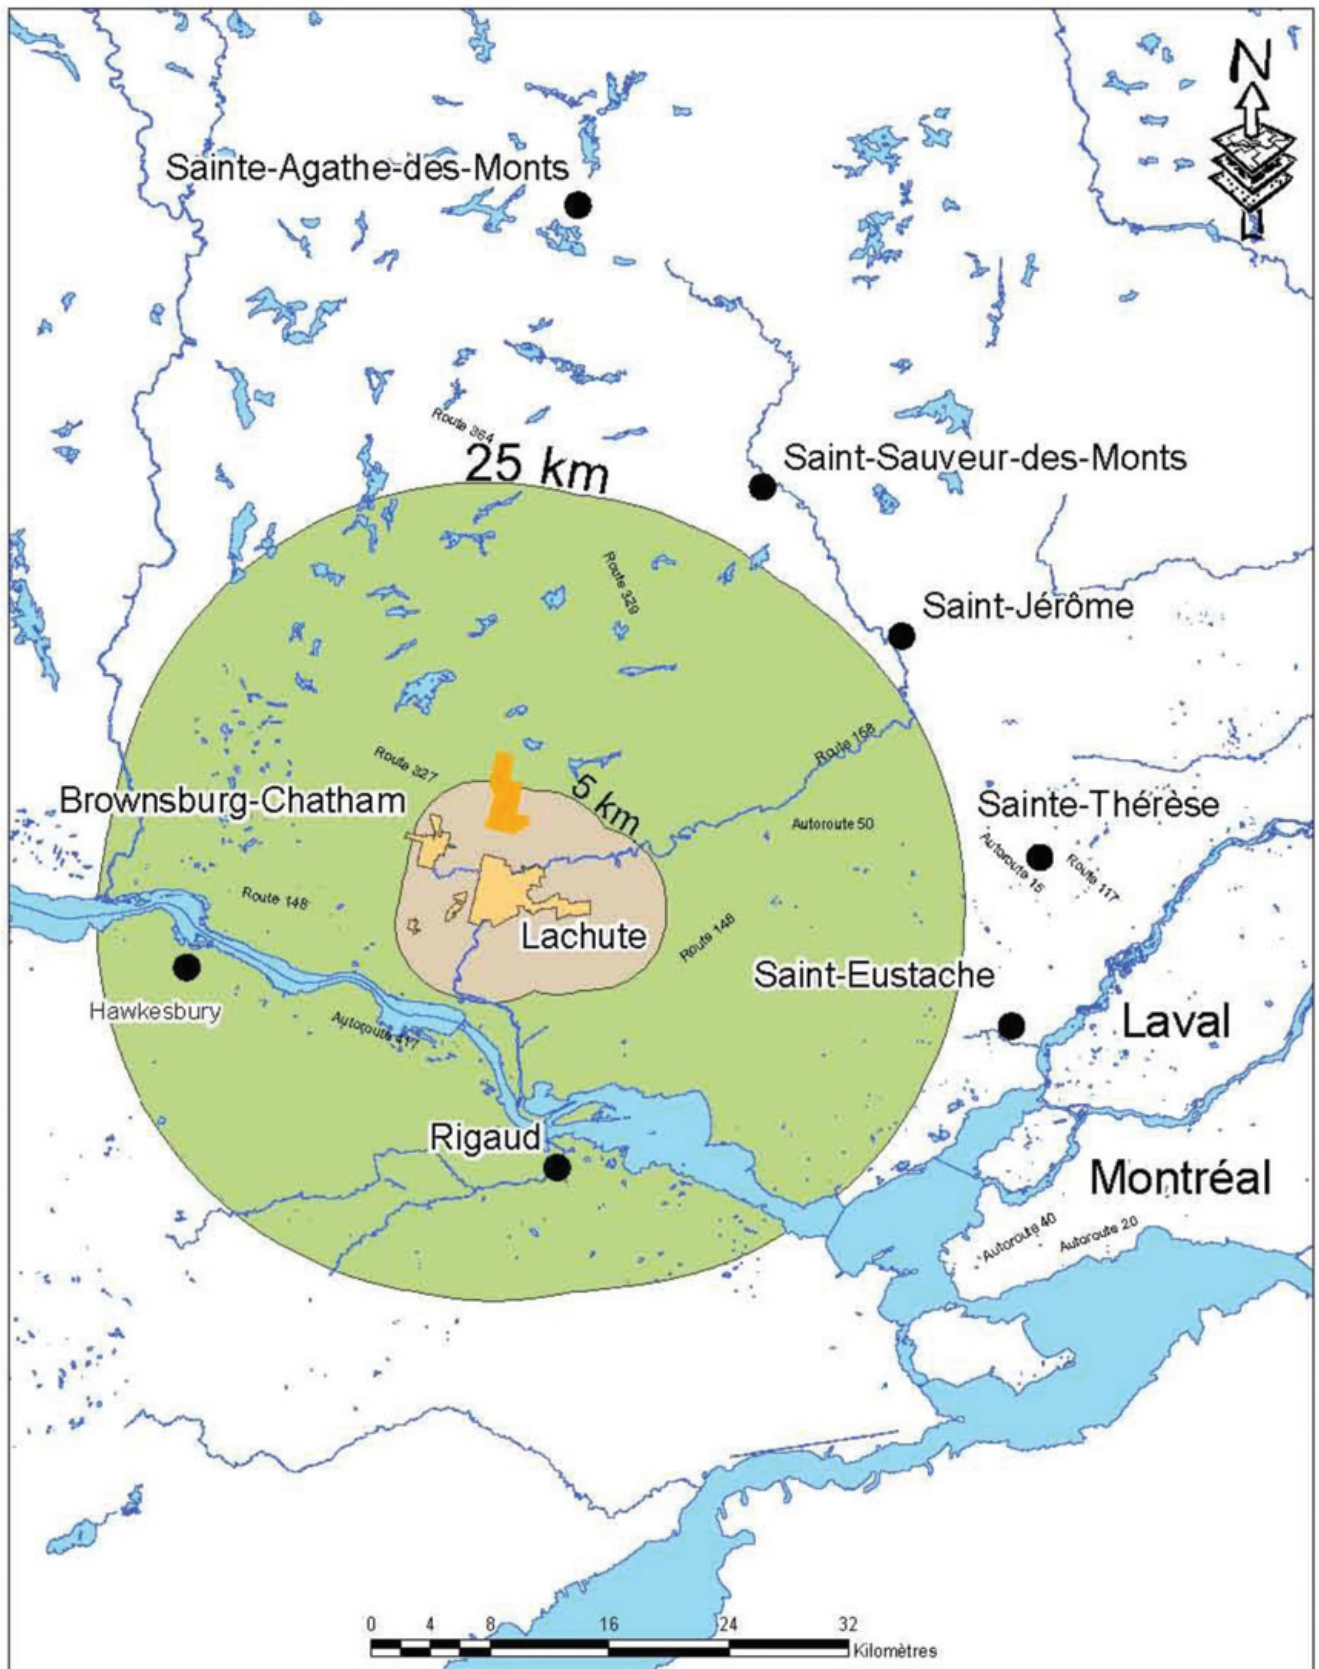 N
Sainte-Agathe-des-Monts
Route 364
25 km
Saint-Sauveur-des-Monts
Route 329
Saint-Jérôme
Route 158
Route 327
5 km
Brownsburg-Chatham
Sainte-Thérèse
Autoroute 50
Autoroute 15
Route 117
Route 148
Lachute
Route 148
Saint-Eustache
Hawkesbury
Laval
Autoroute 417
Rigaud
Montréal
Autoroute 40
Autoroute 20
0 4 8 16 24 32
Kilomètres